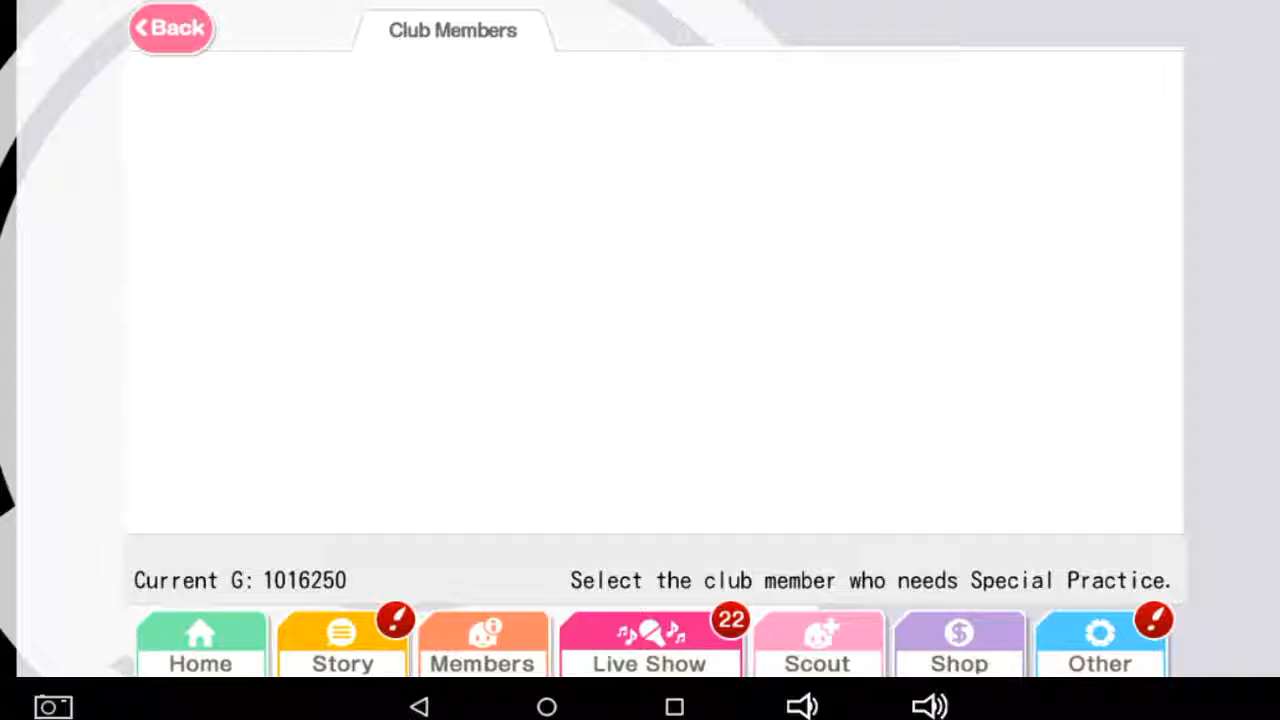 Back
Club Members
Current G: 1016250
Select the club member who needs Special Practice.
22
Home
Story
Members
Live Show
Scout
Shop
Other